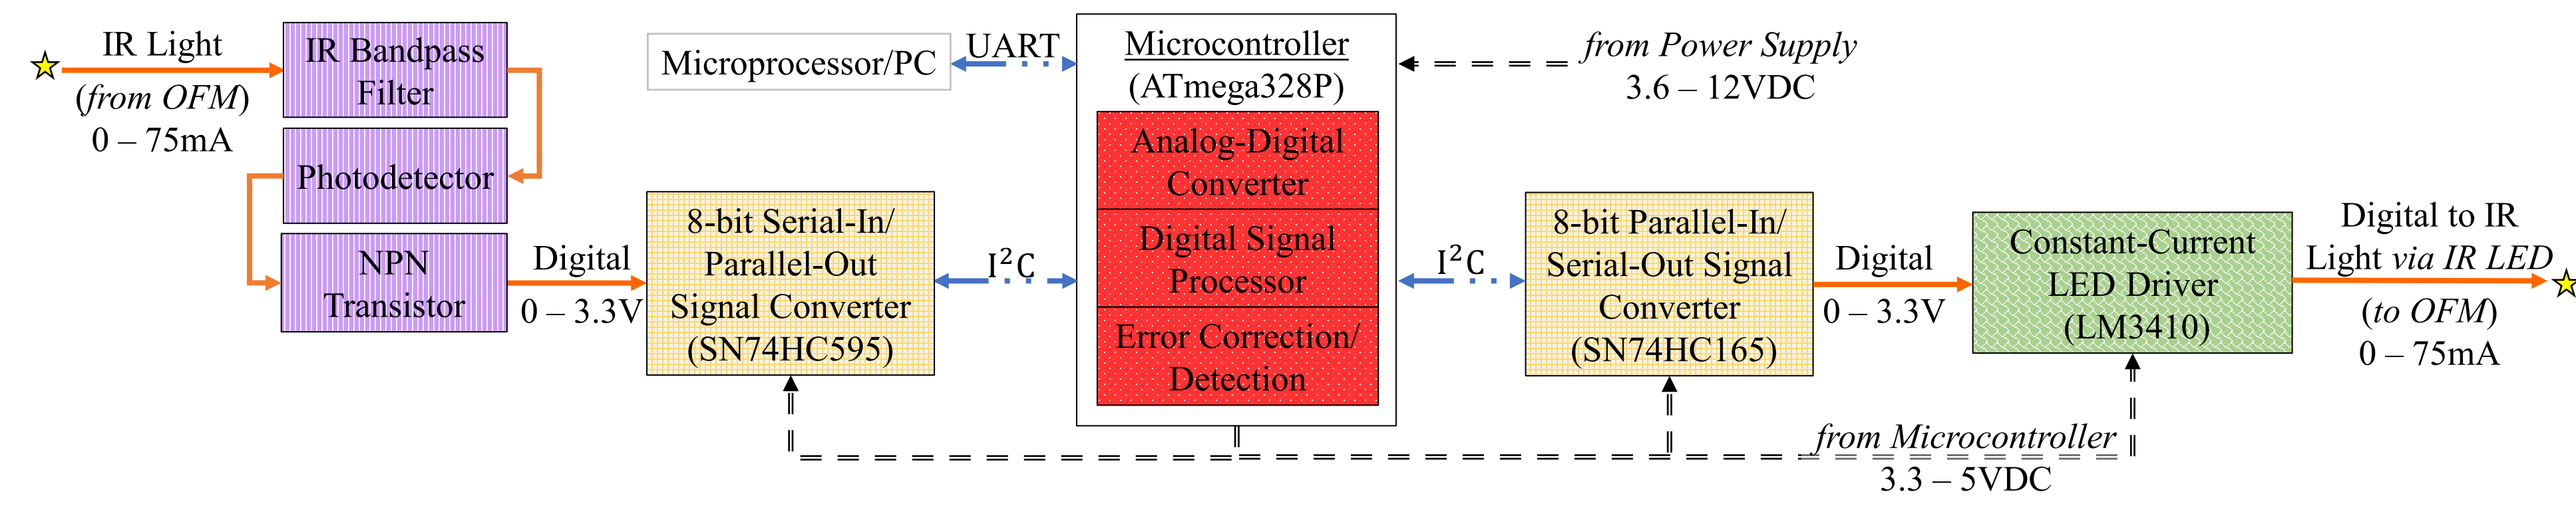 IR Light
(from OFM)
0 – 75mA
IR Bandpass
Filter
Photodetector
NPN
Transistor
Digital
0 – 3.3V
Microprocessor/PC
UART
8-bit Serial-In/
Parallel-Out
Signal Converter
(SN74HC595)
I²C
Microcontroller
(ATmega328P)
Analog-Digital
Converter
Digital Signal
Processor
Error Correction/
Detection
from Power Supply
3.6 – 12VDC
I²C
8-bit Parallel-In/
Serial-Out Signal
Converter
(SN74HC165)
Digital
0 – 3.3V
Constant-Current
LED Driver
(LM3410)
Digital to IR
Light via IR LED
(to OFM)
0 – 75mA
from Microcontroller
3.3 – 5VDC